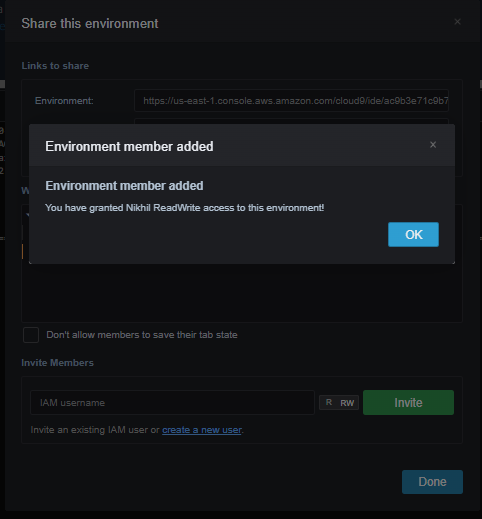 Share this environment
×
Links to share
Environment:
https://us-east-1.console.aws.amazon.com/cloud9/ide/ac9b3e71c9b7
Environment member added
×
Environment member added
You have granted Nikhil ReadWrite access to this environment!
OK
Don't allow members to save their tab state
Invite Members
IAM username
R RW
Invite
Invite an existing IAM user or create a new user.
Done